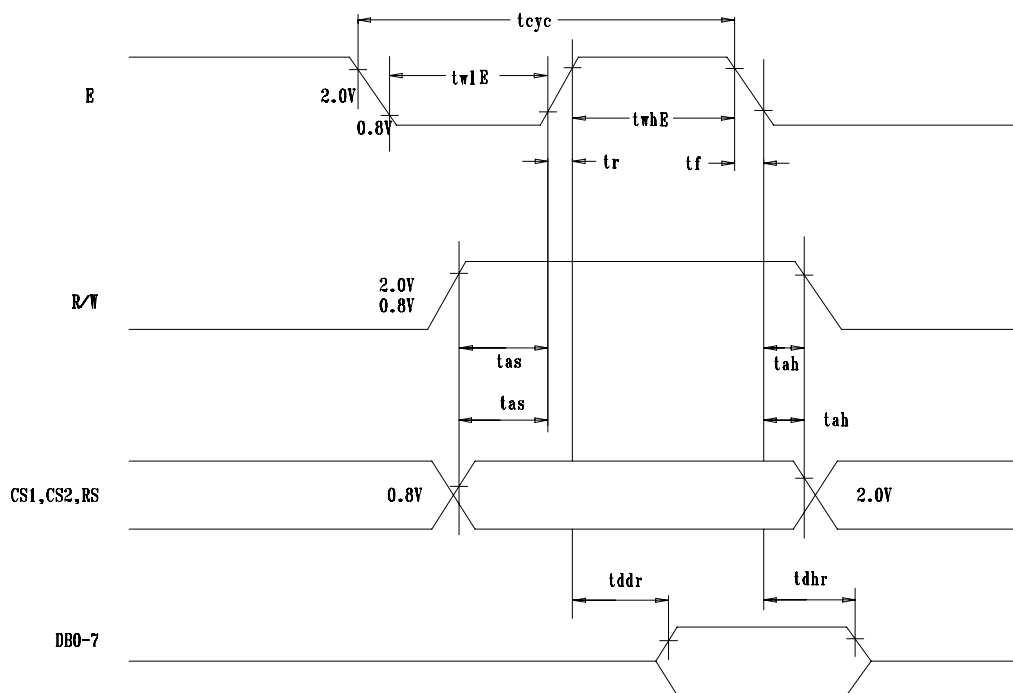 tcyc
twlE
E
2.0V
0.8V
twhE
tr
tf
2.0V
R/W
0.8V
tas
tah
tas
tah
CS1,CS2,RS
0.8V
2.0V
tddr
tdhr
DB0-7